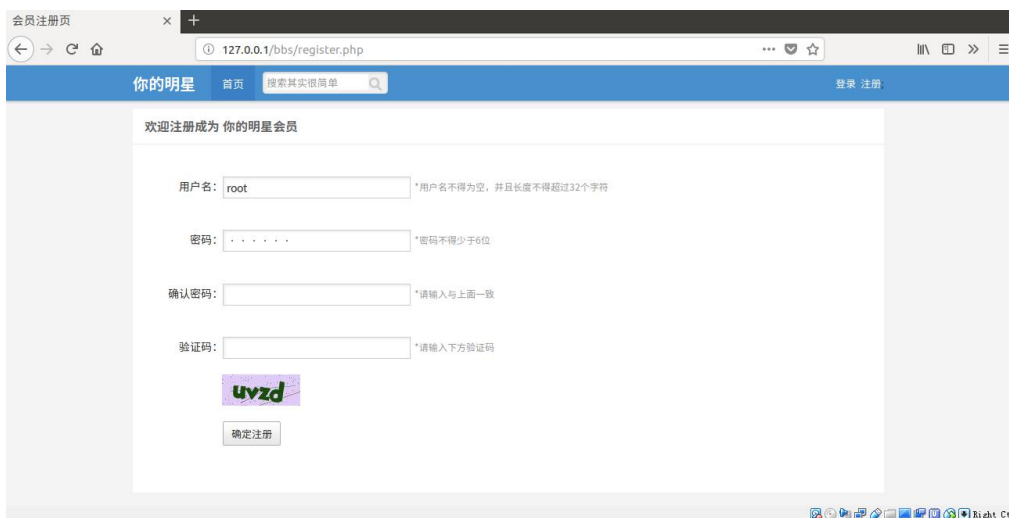 会员注册页
127.0.0.1/bbs/register.php
你的明星 首页 搜索其实很简单 登录 注册
欢迎注册成为 你的明星会员
用户名： root *用户名不得为空，并且长度不得超过32个字符
密码： ······ *密码不得少于6位
确认密码： *请输入与上面一致
验证码： *请输入下方验证码
uvzd
确定注册
Right Ct